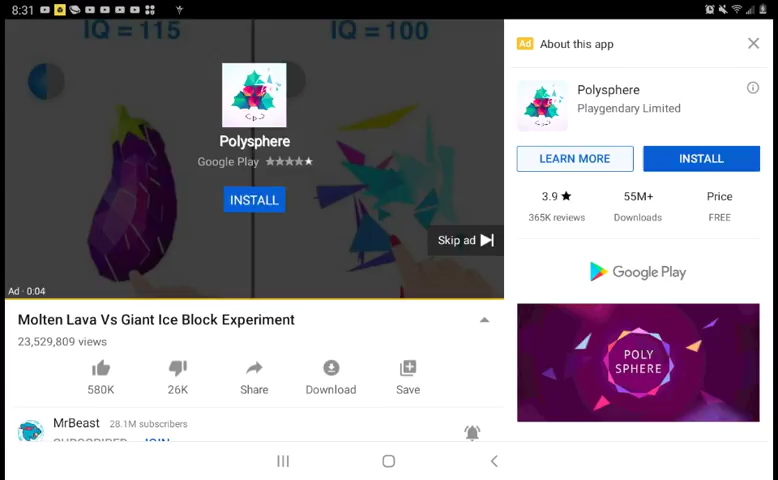 8:31
IQ = 115
IQ = 100
Polysphere
Google Play
INSTALL
Skip ad
Ad · 0:04
Molten Lava Vs Giant Ice Block Experiment
23,529,809 views
580K
26K
Share
Download
Save
MrBeast 28.1M subscribers
SUBSCRIBED JOIN
Ad About this app
Polysphere
Playgendary Limited
LEARN MORE
INSTALL
3.9 ★
55M+
Price
365K reviews
Downloads
FREE
Google Play
POLY
SPHERE